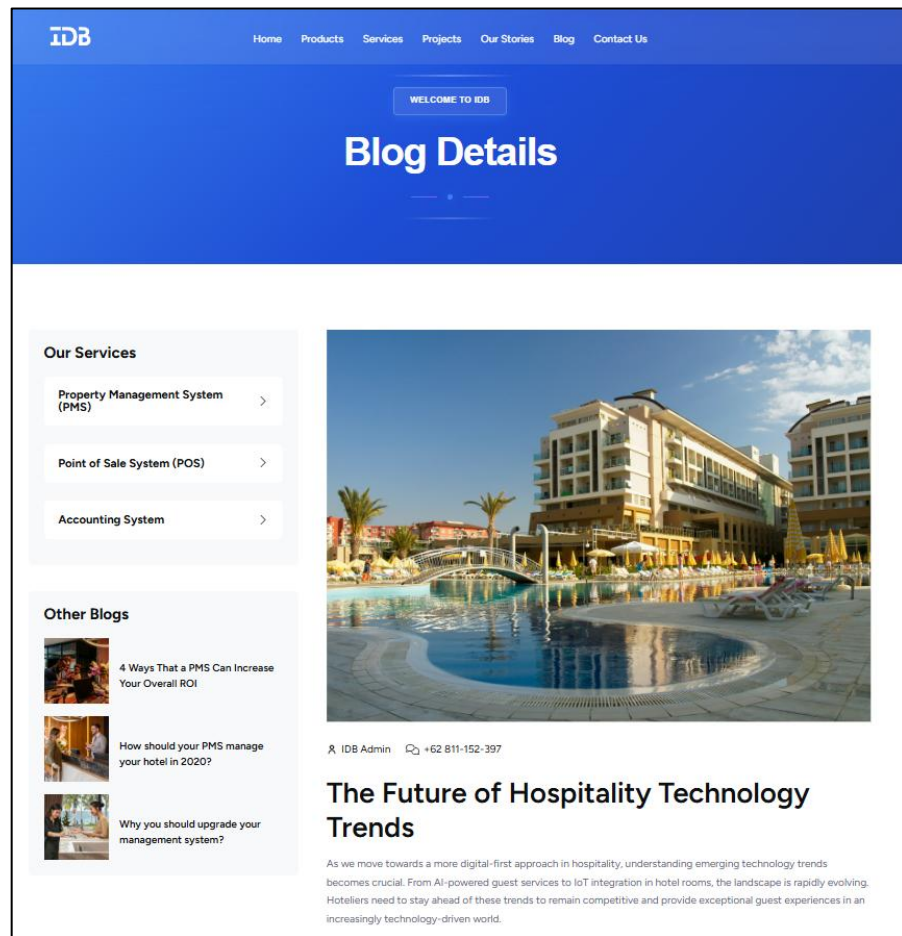 IDB
Home Products Services Projects Our Stories Blog Contact Us
WELCOME TO IDB
Blog Details
Our Services
Property Management System
(PMS)
Point of Sale System (POS)
Accounting System
Other Blogs
4 Ways That a PMS Can Increase
Your Overall ROI
How should your PMS manage
your hotel in 2020?
Why you should upgrade your
management system?
IDB Admin +62 811-152-397
The Future of Hospitality Technology
Trends
As we move towards a more digital-first approach in hospitality, understanding emerging technology trends
becomes crucial. From AI-powered guest services to IoT integration in hotel rooms, the landscape is rapidly evolving.
Hoteliers need to stay ahead of these trends to remain competitive and provide exceptional guest experiences in an
increasingly technology-driven world.